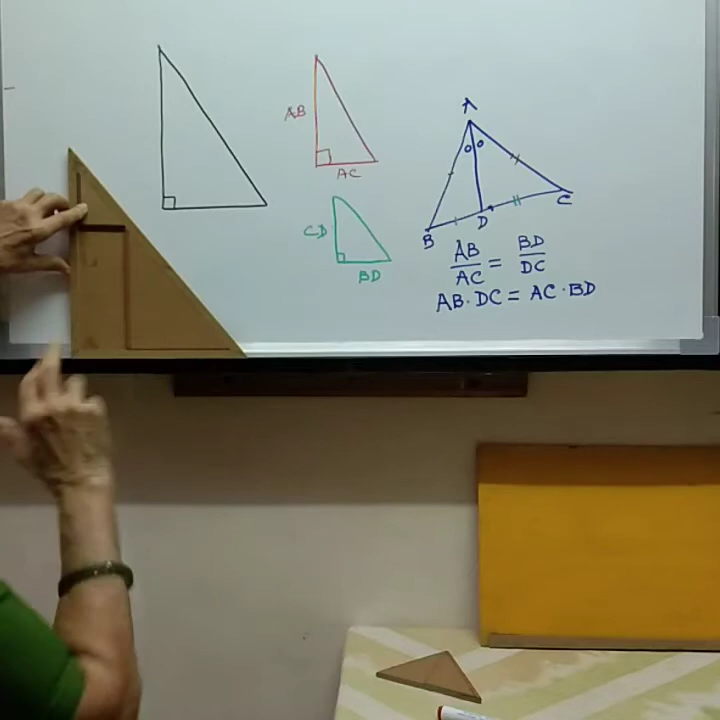 AB
AC
CD
BD
A
B
D
C
AB/AC = BD/DC
AB·DC = AC·BD